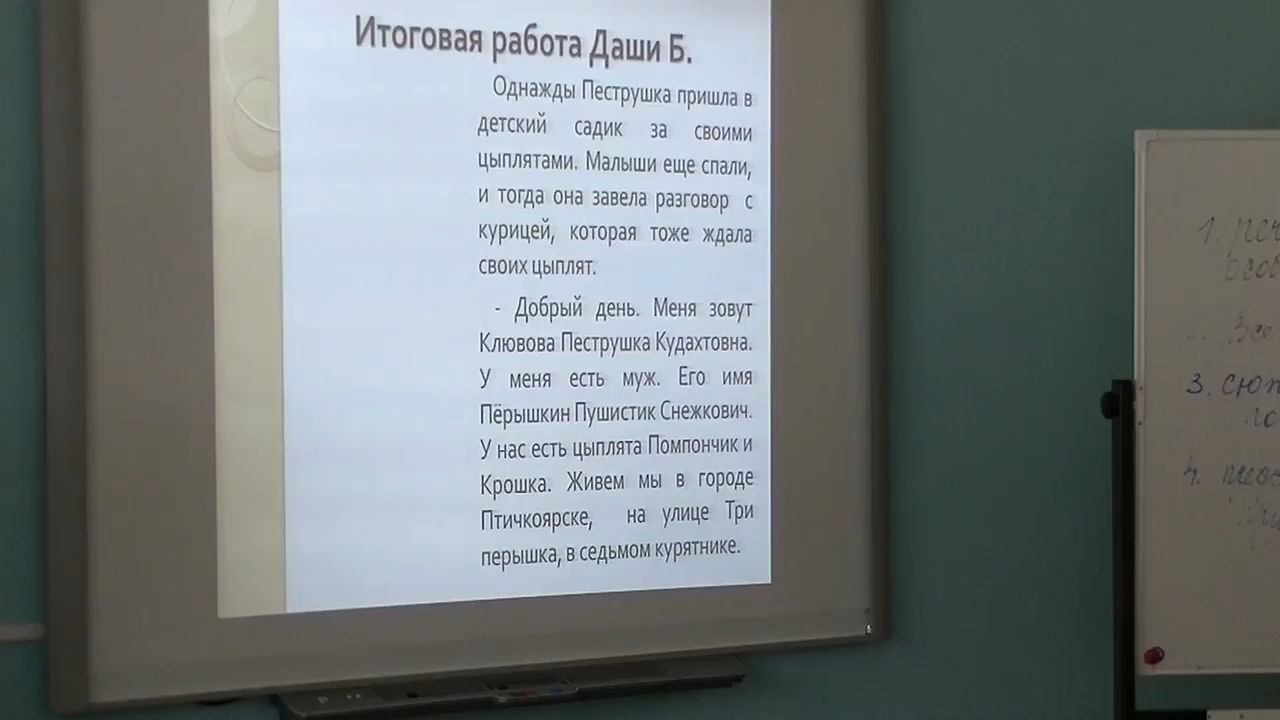 Итоговая работа Даши Б.
Однажды Пеструшка пришла в
детский садик за своими
цыплятами. Малыши еще спали,
и тогда она завела разговор с
курицей, которая тоже ждала
своих цыплят.
- Добрый день. Меня зовут
Клювова Пеструшка Кудахтовна.
У меня есть муж. Его имя
Пёрышкин Пушистик Снежкович.
У нас есть цыплята Помпончик и
Крошка. Живем мы в городе
Птичкоярске, на улице Три
перышка, в седьмом курятнике.
1.
3.
4.